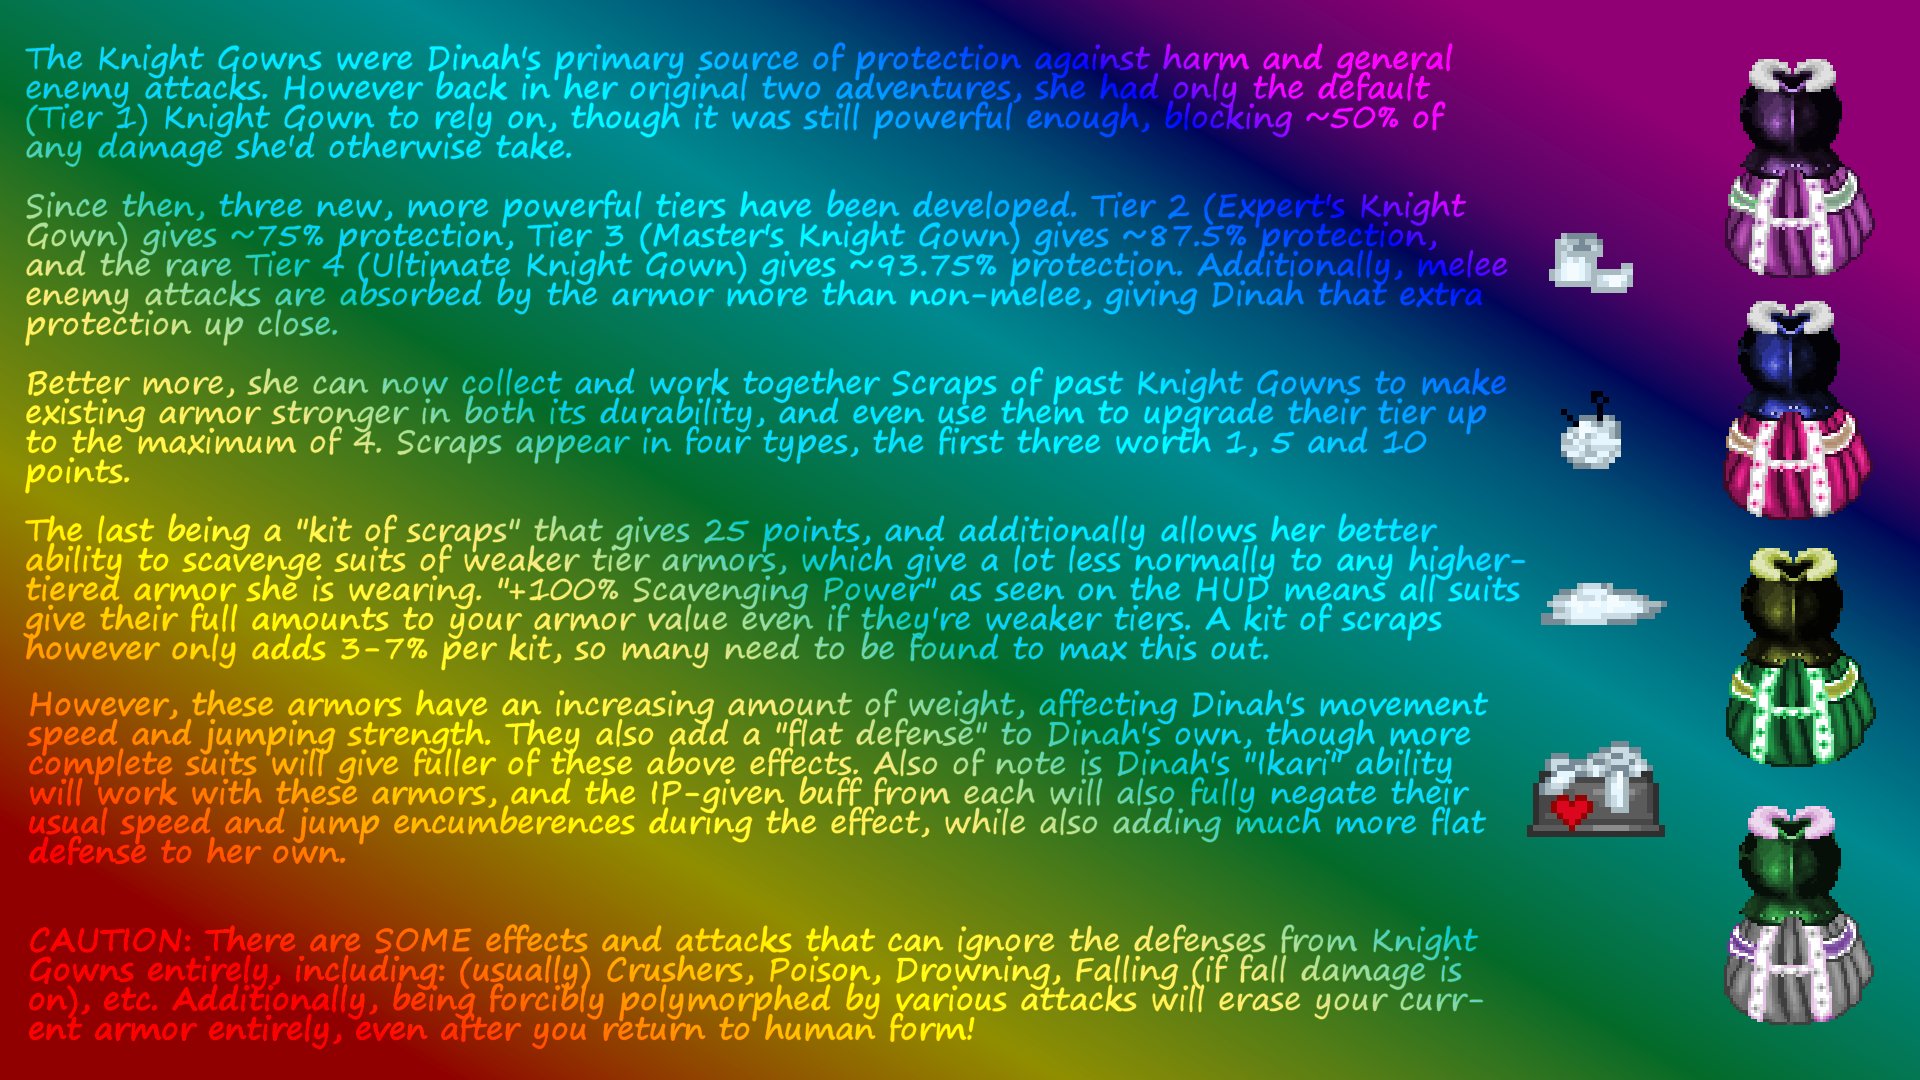 The Knight Gowns were Dinah's primary source of protection against harm and general
enemy attacks. However back in her original two adventures, she had only the default
(Tier 1) Knight Gown to rely on, though it was still powerful enough, blocking ~50% of
any damage she'd otherwise take.
Since then, three new, more powerful tiers have been developed. Tier 2 (Expert's Knight
Gown) gives ~75% protection, Tier 3 (Master's Knight Gown) gives ~87.5% protection,
and the rare Tier 4 (Ultimate Knight Gown) gives ~93.75% protection. Additionally, melee
enemy attacks are absorbed by the armor more than non-melee, giving Dinah that extra
protection up close.
Better more, she can now collect and work together Scraps of past Knight Gowns to make
existing armor stronger in both its durability, and even use them to upgrade their tier up
to the maximum of 4. Scraps appear in four types, the first three worth 1, 5 and 10
points.
The last being a "kit of scraps" that gives 25 points, and additionally allows her better
ability to scavenge suits of weaker tier armors, which give a lot less normally to any higher-
tiered armor she is wearing. "+100% Scavenging Power" as seen on the HUD means all suits
give their full amounts to your armor value even if they're weaker tiers. A kit of scraps
however only adds 3-7% per kit, so many need to be found to max this out.
However, these armors have an increasing amount of weight, affecting Dinah's movement
speed and jumping strength. They also add a "flat defense" to Dinah's own, though more
complete suits will give fuller of these above effects. Also of note is Dinah's "Ikari" ability
will work with these armors, and the IP-given buff from each will also fully negate their
usual speed and jump encumberences during the effect, while also adding much more flat
defense to her own.
CAUTION: There are SOME effects and attacks that can ignore the defenses from Knight
Gowns entirely, including: (usually) Crushers, Poison, Drowning, Falling (if fall damage is
on), etc. Additionally, being forcibly polymorphed by various attacks will erase your curr-
ent armor entirely, even after you return to human form!